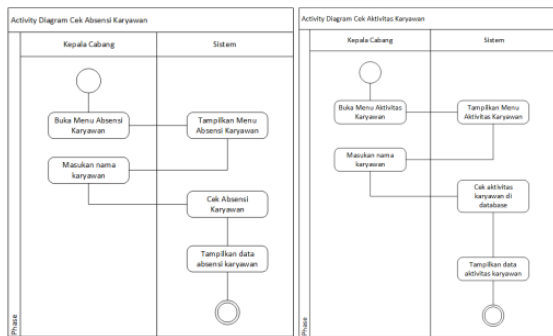 Activity Diagram Cek Absensi Karyawan
Kepala Cabang
Sistem
Buka Menu Absensi
Karyawan
Tampilkan Menu
Absensi Karyawan
Masukan nama
karyawan
Cek Absensi
Karyawan
Tampilkan data
absensi karyawan
Phase
Activity Diagram Cek Aktivitas Karyawan
Kepala Cabang
Sistem
Buka Menu Aktivitas
Karyawan
Tampilkan Menu
Aktivitas Karyawan
Masukan nama
karyawan
Cek aktivitas
karyawan di
database
Tampilkan data
aktivitas karyawan
Phase